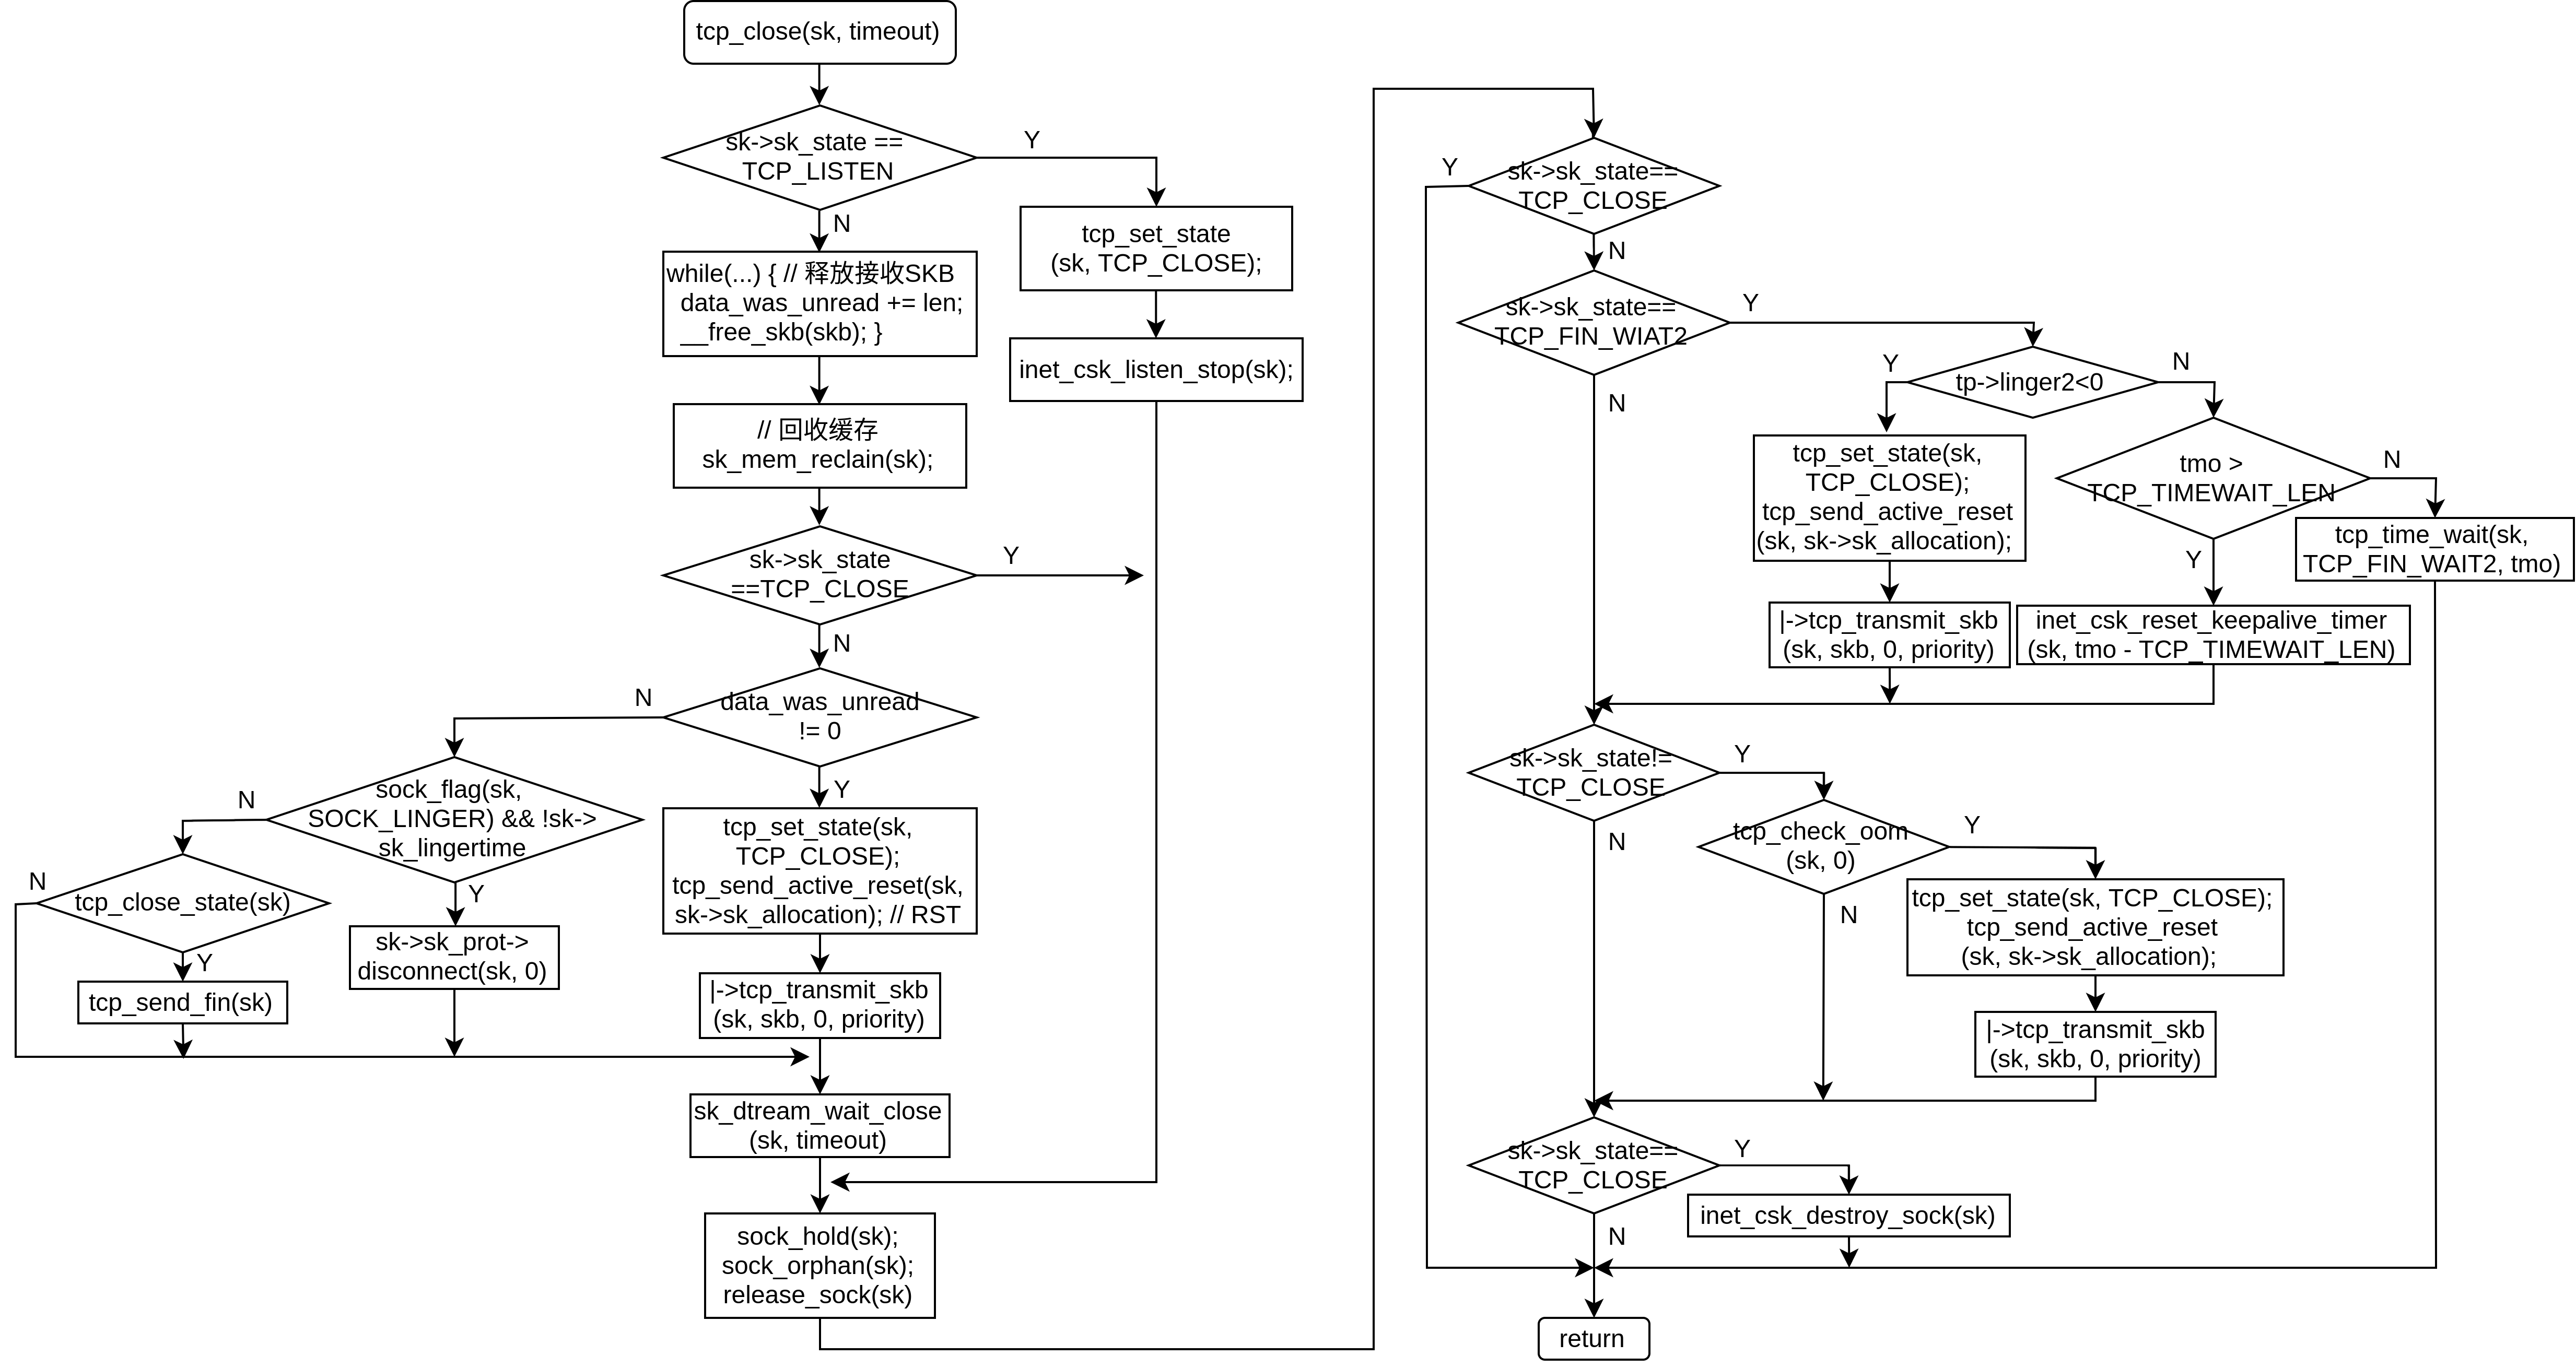 tcp_close(sk, timeout)
sk->sk_state ==
TCP_LISTEN
Y
N
tcp_set_state
(sk, TCP_CLOSE);
inet_csk_listen_stop(sk);
while(...) { // 释放接收SKB
data_was_unread += len;
__free_skb(skb); }
// 回收缓存
sk_mem_reclain(sk);
sk->sk_state
==TCP_CLOSE
Y
N
data_was_unread
!= 0
N
Y
sock_flag(sk,
SOCK_LINGER) && !sk->
sk_lingertime
N
Y
tcp_close_state(sk)
N
Y
tcp_send_fin(sk)
sk->sk_prot->
disconnect(sk, 0)
tcp_set_state(sk,
TCP_CLOSE);
tcp_send_active_reset(sk,
sk->sk_allocation); // RST
|->tcp_transmit_skb
(sk, skb, 0, priority)
sk_dtream_wait_close
(sk, timeout)
sock_hold(sk);
sock_orphan(sk);
release_sock(sk)
sk->sk_state==
TCP_CLOSE
Y
N
sk->sk_state==
TCP_FIN_WIAT2
Y
N
tp->linger2<0
Y
N
tcp_set_state(sk,
TCP_CLOSE);
tcp_send_active_reset
(sk, sk->sk_allocation);
|->tcp_transmit_skb
(sk, skb, 0, priority)
tmo >
TCP_TIMEWAIT_LEN
N
Y
tcp_time_wait(sk,
TCP_FIN_WAIT2, tmo)
inet_csk_reset_keepalive_timer
(sk, tmo - TCP_TIMEWAIT_LEN)
sk->sk_state!=
TCP_CLOSE
Y
N
tcp_check_oom
(sk, 0)
Y
N
tcp_set_state(sk, TCP_CLOSE);
tcp_send_active_reset
(sk, sk->sk_allocation);
|->tcp_transmit_skb
(sk, skb, 0, priority)
sk->sk_state==
TCP_CLOSE
Y
N
inet_csk_destroy_sock(sk)
return